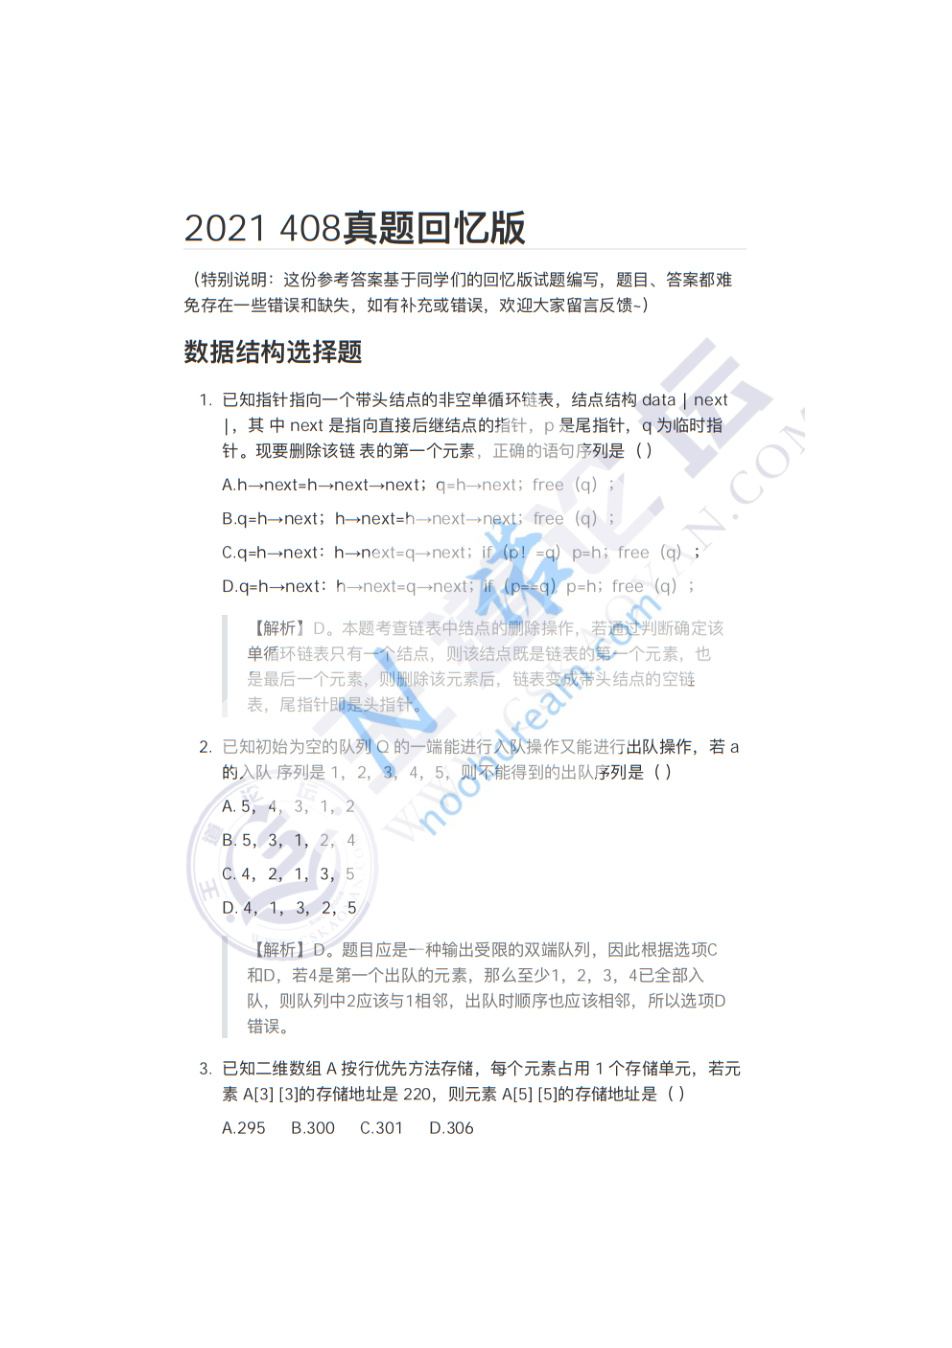 2021 408真题回忆版
（特别说明：这份参考答案基于同学们的回忆版试题编写，题目、答案都难
免存在一些错误和缺失，如有补充或错误，欢迎大家留言反馈~）
数据结构选择题
1. 已知指针指向一个带头结点的非空单循环链表，结点结构 data | next
|，其 中 next 是指向直接后继结点的指针，p 是尾指针，q 为临时指
针。现要删除该链 表的第一个元素，正确的语句序列是（ ）
A.h→next=h→next→next；q=h→next；free（q）；
B.q=h→next；h→next=h→next→next；free（q）；
C.q=h→next：h→next=q→next；if（p！=q）p=h；free（q）；
D.q=h→next：h→next=q→next；if（p==q）p=h；free（q）；
【解析】D。本题考查链表中结点的删除操作，若通过判断确定该
单循环链表只有一个结点，则该结点既是链表的第一个元素，也
是最后一个元素，则删除该元素后，链表变成带头结点的空链
表，尾指针即是头指针。
2. 已知初始为空的队列 Q 的一端能进行入队操作又能进行出队操作，若 a
的入队 序列是 1，2，3，4，5，则不能得到的出队序列是（ ）
A. 5，4，3，1，2
B. 5，3，1，2，4
C. 4，2，1，3，5
D. 4，1，3，2，5
【解析】D。题目应是一种输出受限的双端队列，因此根据选项C
和D，若4是第一个出队的元素，那么至少1，2，3，4已全部入
队，则队列中2应该与1相邻，出队时顺序也应该相邻，所以选项D
错误。
3. 已知二维数组 A 按行优先方法存储，每个元素占用 1 个存储单元，若元
素 A[3] [3]的存储地址是 220，则元素 A[5] [5]的存储地址是（ ）
A.295 B.300 C.301 D.306
noohdream.com